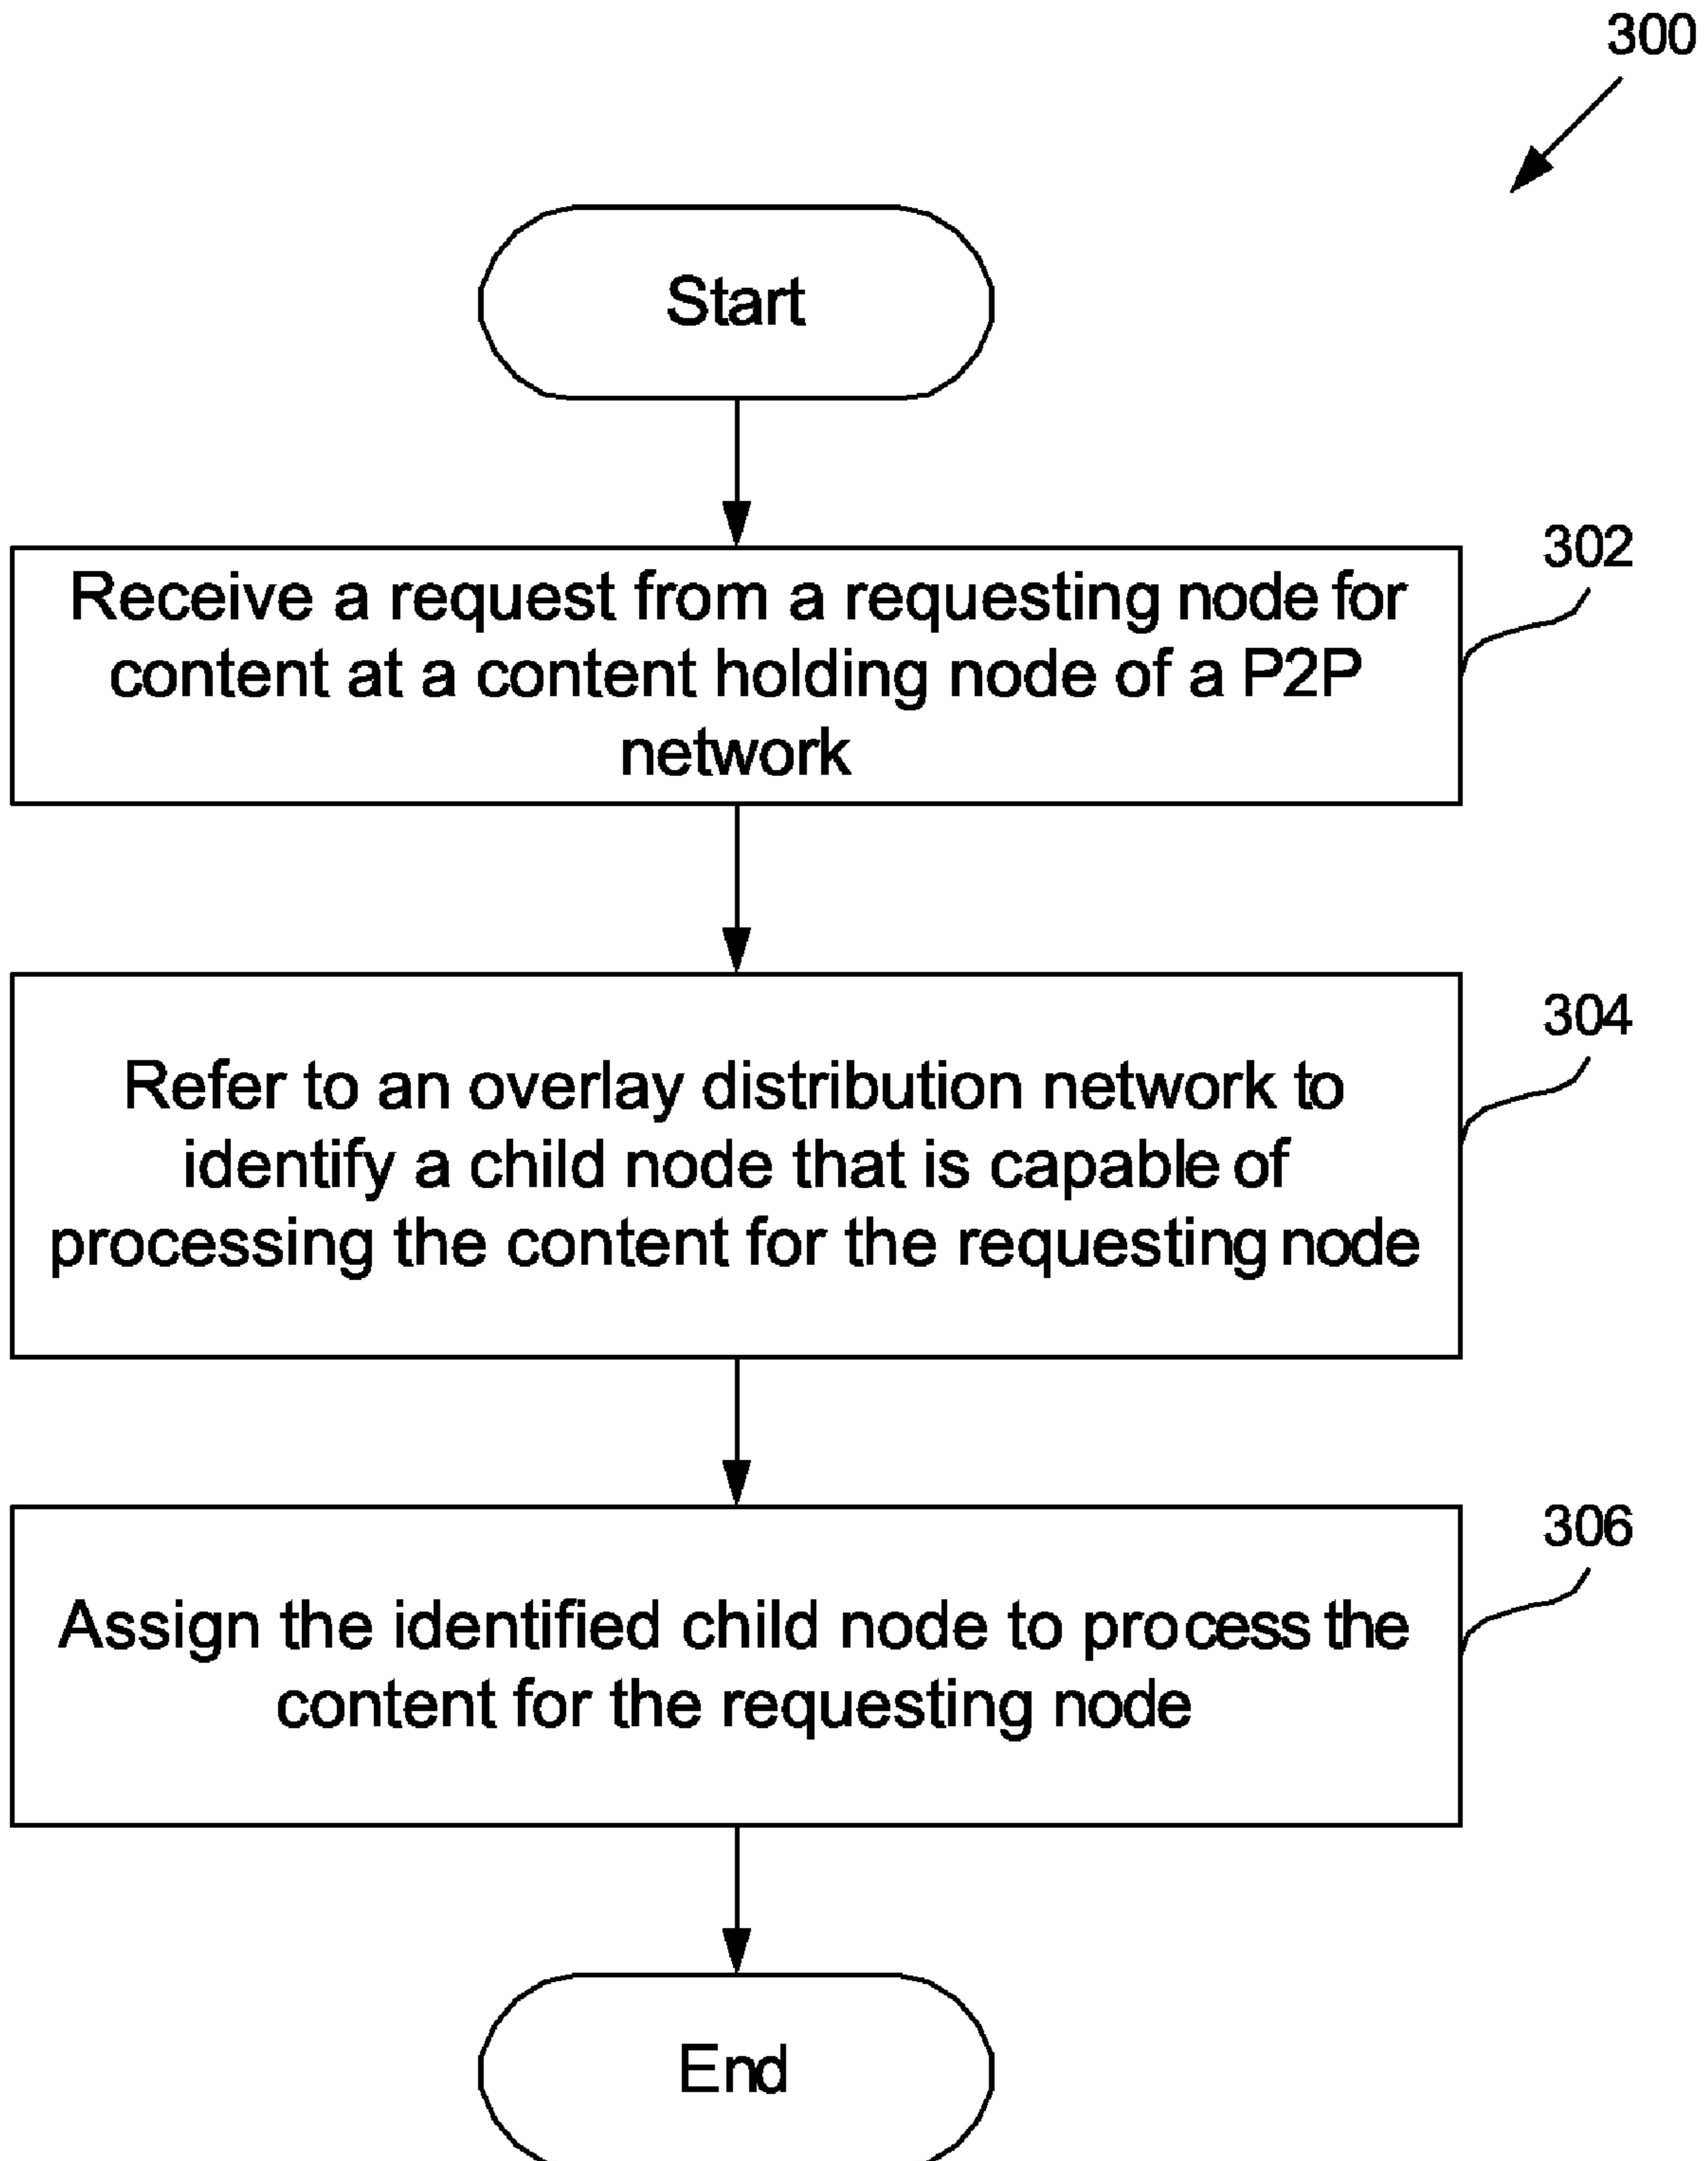 300
Start
302
Receive a request from a requesting node for
content at a content holding node of a P2P
network
304
Refer to an overlay distribution network to
identify a child node that is capable of
processing the content for the requesting node
306
Assign the identified child node to process the
content for the requesting node
End